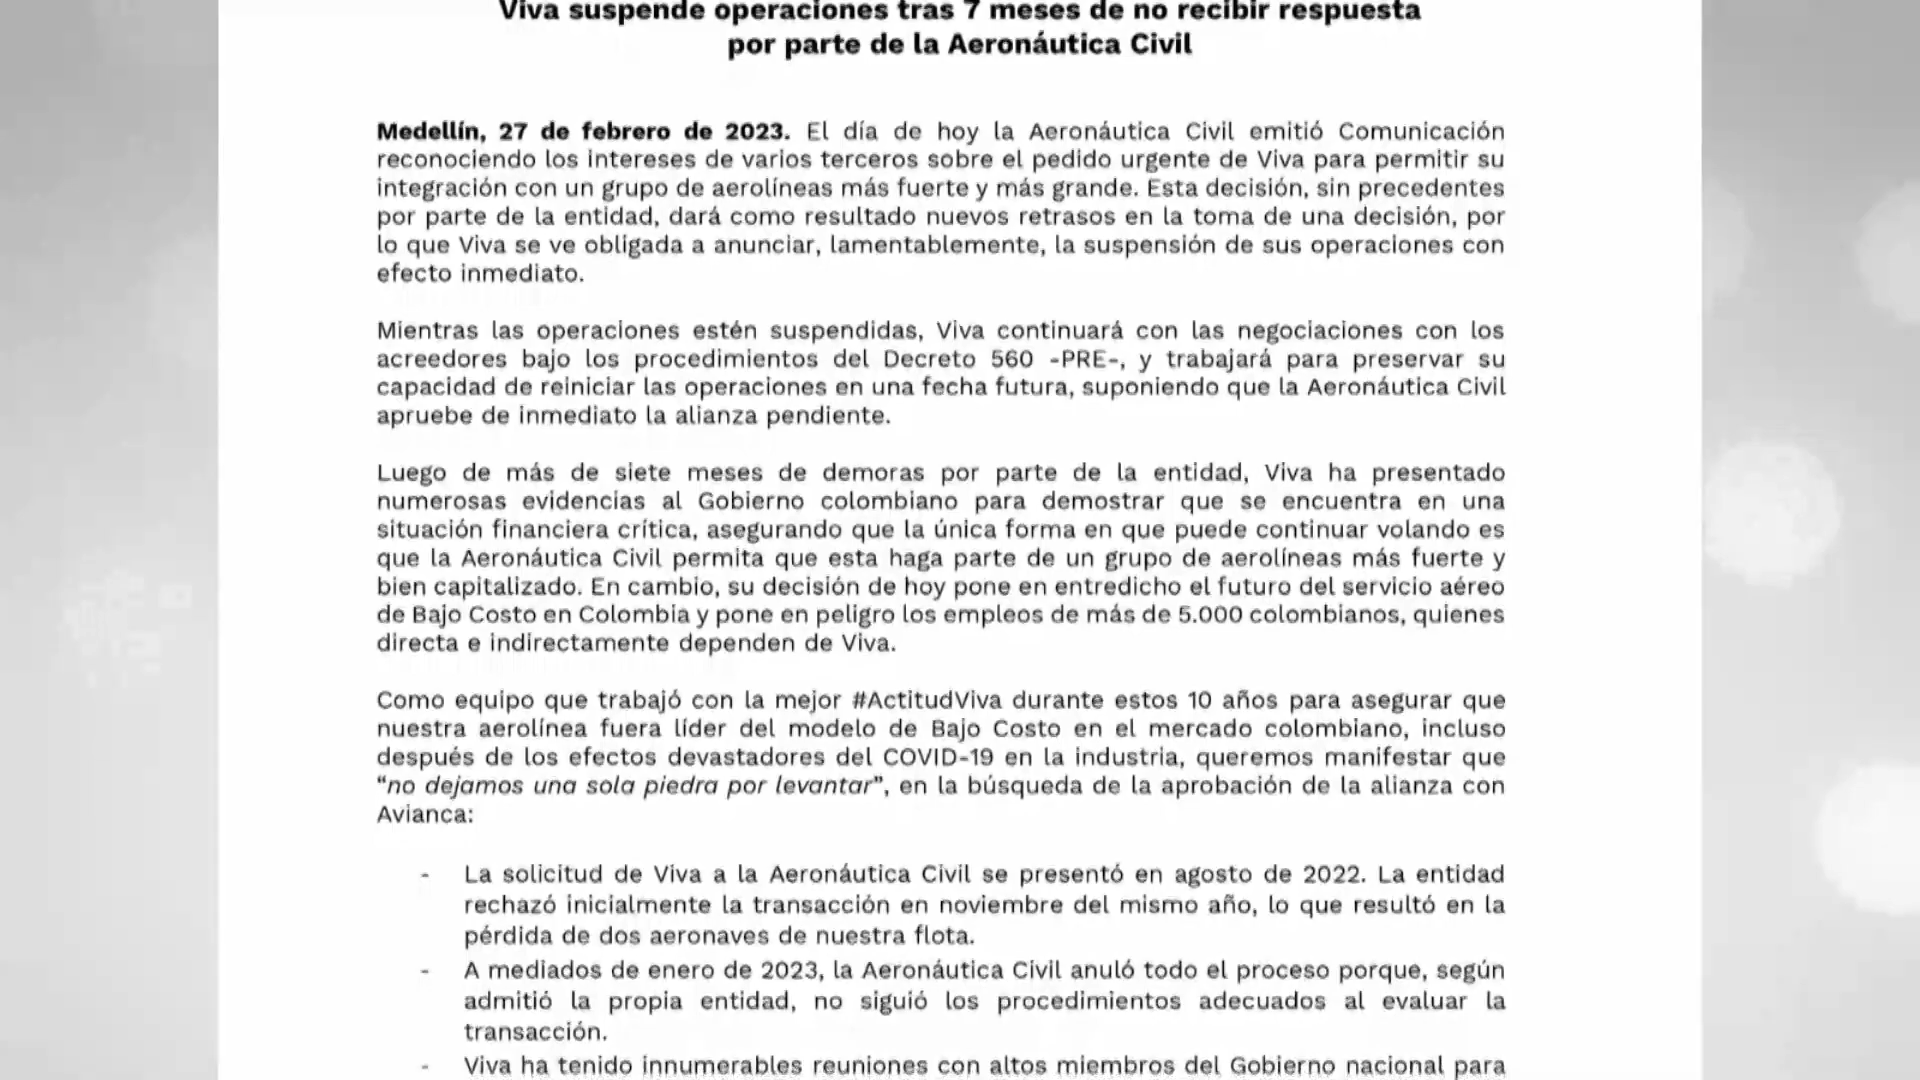 Viva suspende operaciones tras 7 meses de no recibir respuesta
por parte de la Aeronáutica Civil
Medellín, 27 de febrero de 2023. El día de hoy la Aeronáutica Civil emitió Comunicación
reconociendo los intereses de varios terceros sobre el pedido urgente de Viva para permitir su
integración con un grupo de aerolíneas más fuerte y más grande. Esta decisión, sin precedentes
por parte de la entidad, dará como resultado nuevos retrasos en la toma de una decisión, por
lo que Viva se ve obligada a anunciar, lamentablemente, la suspensión de sus operaciones con
efecto inmediato.
Mientras las operaciones estén suspendidas, Viva continuará con las negociaciones con los
acreedores bajo los procedimientos del Decreto 560 -PRE-, y trabajará para preservar su
capacidad de reiniciar las operaciones en una fecha futura, suponiendo que la Aeronáutica Civil
apruebe de inmediato la alianza pendiente.
Luego de más de siete meses de demoras por parte de la entidad, Viva ha presentado
numerosas evidencias al Gobierno colombiano para demostrar que se encuentra en una
situación financiera crítica, asegurando que la única forma en que puede continuar volando es
que la Aeronáutica Civil permita que esta haga parte de un grupo de aerolíneas más fuerte y
bien capitalizado. En cambio, su decisión de hoy pone en entredicho el futuro del servicio aéreo
de Bajo Costo en Colombia y pone en peligro los empleos de más de 5.000 colombianos, quienes
directa e indirectamente dependen de Viva.
Como equipo que trabajó con la mejor #ActitudViva durante estos 10 años para asegurar que
nuestra aerolínea fuera líder del modelo de Bajo Costo en el mercado colombiano, incluso
después de los efectos devastadores del COVID-19 en la industria, queremos manifestar que
“no dejamos una sola piedra por levantar”, en la búsqueda de la aprobación de la alianza con
Avianca:
- La solicitud de Viva a la Aeronáutica Civil se presentó en agosto de 2022. La entidad
rechazó inicialmente la transacción en noviembre del mismo año, lo que resultó en la
pérdida de dos aeronaves de nuestra flota.
- A mediados de enero de 2023, la Aeronáutica Civil anuló todo el proceso porque, según
admitió la propia entidad, no siguió los procedimientos adecuados al evaluar la
transacción.
- Viva ha tenido innumerables reuniones con altos miembros del Gobierno nacional para